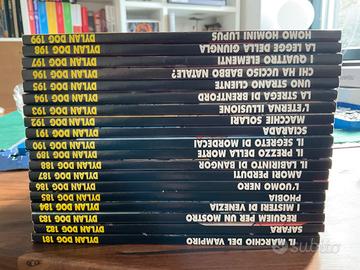 HOMO HOMINI LUPUS DYLAN DOG 199
LA LEGGE DELLA GIUNGLA DYLAN DOG 198
I QUATTRO ELEMENTI DYLAN DOG 197
CHI HA UCCISO BABBO NATALE? DYLAN DOG 196
UNO STRANO CLIENTE DYLAN DOG 195
LA STREGA DI BRENTFORD DYLAN DOG 194
L'ETERNA ILLUSIONE DYLAN DOG 193
MACCHIE SOLARI DYLAN DOG 192
SCIARADA DYLAN DOG 191
IL SEGRETO DI MORDECAI DYLAN DOG 190
IL PREZZO DELLA MORTE DYLAN DOG 189
IL LABIRINTO DI BANGOR DYLAN DOG 188
AMORI PERDUTI DYLAN DOG 187
L'UOMO NERO DYLAN DOG 186
PHOBIA DYLAN DOG 185
I MISTERI DI VENEZIA DYLAN DOG 184
REQUIEM PER UN MOSTRO DYLAN DOG 183
SAFARÀ DYLAN DOG 182
IL MARCHIO DEL VAMPIRO DYLAN DOG 181
subito